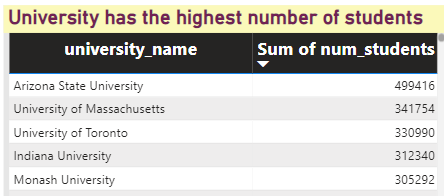 University has the highest number of students
university_name Sum of num_students
Arizona State University 499416
University of Massachusetts 341754
University of Toronto 330990
Indiana University 312340
Monash University 305292